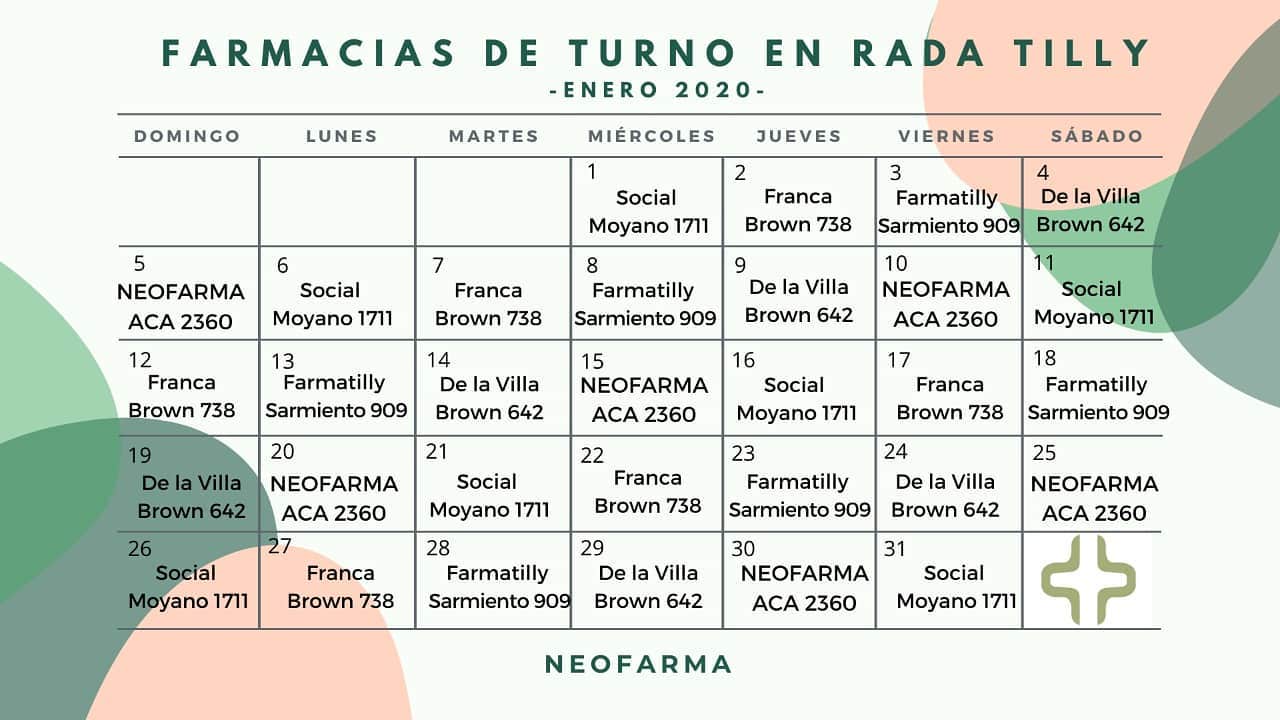 FARMACIAS DE TURNO EN RADA TILLY
-ENERO 2020-
DOMINGO LUNES MARTES MIÉRCOLES JUEVES VIERNES SÁBADO
1
Social
Moyano 1711
2
Franca
Brown 738
3
Farmatilly
Sarmiento 909
4
De la Villa
Brown 642
5
NEOFARMA
ACA 2360
6
Social
Moyano 1711
7
Franca
Brown 738
8
Farmatilly
Sarmiento 909
9
De la Villa
Brown 642
10
NEOFARMA
ACA 2360
11
Social
Moyano 1711
12
Franca
Brown 738
13
Farmatilly
Sarmiento 909
14
De la Villa
Brown 642
15
NEOFARMA
ACA 2360
16
Social
Moyano 1711
17
Franca
Brown 738
18
Farmatilly
Sarmiento 909
19
De la Villa
Brown 642
20
NEOFARMA
ACA 2360
21
Social
Moyano 1711
22
Franca
Brown 738
23
Farmatilly
Sarmiento 909
24
De la Villa
Brown 642
25
NEOFARMA
ACA 2360
26
Social
Moyano 1711
27
Franca
Brown 738
28
Farmatilly
Sarmiento 909
29
De la Villa
Brown 642
30
NEOFARMA
ACA 2360
31
Social
Moyano 1711
NEOFARMA